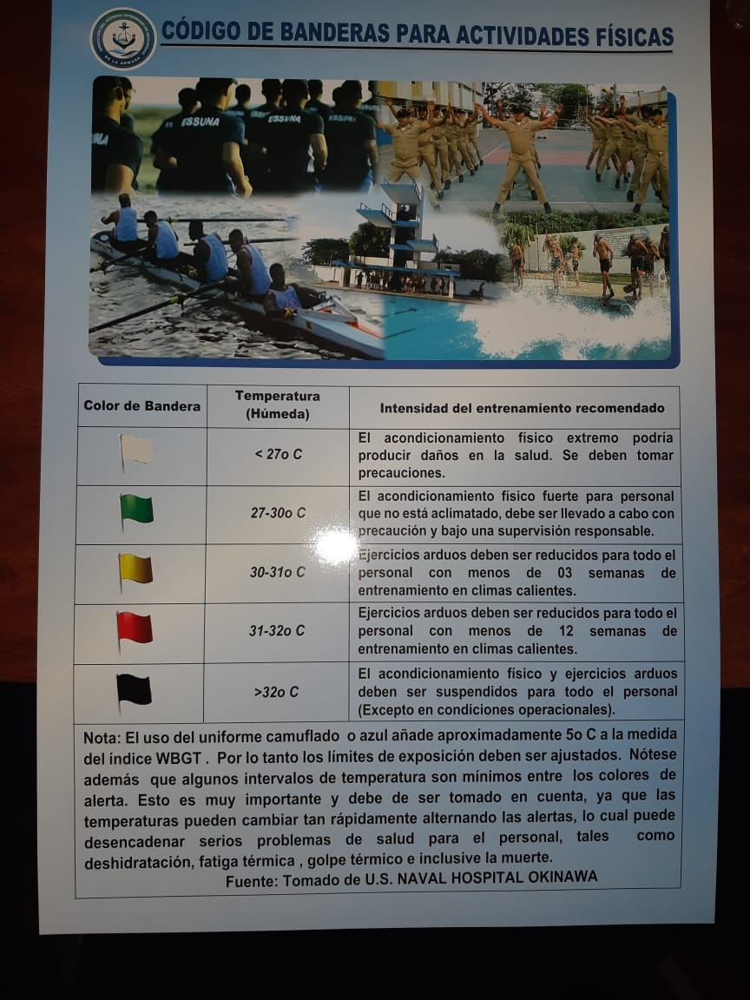 CÓDIGO DE BANDERAS PARA ACTIVIDADES FÍSICAS
DE LA ARMADA
ESSUNA
ESSUNA
ESSUNA
Color de Bandera
Temperatura
(Húmeda)
Intensidad del entrenamiento recomendado
< 27o C
El acondicionamiento físico extremo podría
producir daños en la salud. Se deben tomar
precauciones.
27-30o C
El acondicionamiento físico fuerte para personal
que no está aclimatado, debe ser llevado a cabo con
precaución y bajo una supervisión responsable.
30-31o C
Ejercicios arduos deben ser reducidos para todo el
personal con menos de 03 semanas de
entrenamiento en climas calientes.
31-32o C
Ejercicios arduos deben ser reducidos para todo el
personal con menos de 12 semanas de
entrenamiento en climas calientes.
>32o C
El acondicionamiento físico y ejercicios arduos
deben ser suspendidos para todo el personal
(Excepto en condiciones operacionales).
Nota: El uso del uniforme camuflado o azul añade aproximadamente 5o C a la medida
del índice WBGT . Por lo tanto los límites de exposición deben ser ajustados. Nótese
además que algunos intervalos de temperatura son mínimos entre los colores de
alerta. Esto es muy importante y debe de ser tomado en cuenta, ya que las
temperaturas pueden cambiar tan rápidamente alternando las alertas, lo cual puede
desencadenar serios problemas de salud para el personal, tales como
deshidratación, fatiga térmica , golpe térmico e inclusive la muerte.
Fuente: Tomado de U.S. NAVAL HOSPITAL OKINAWA